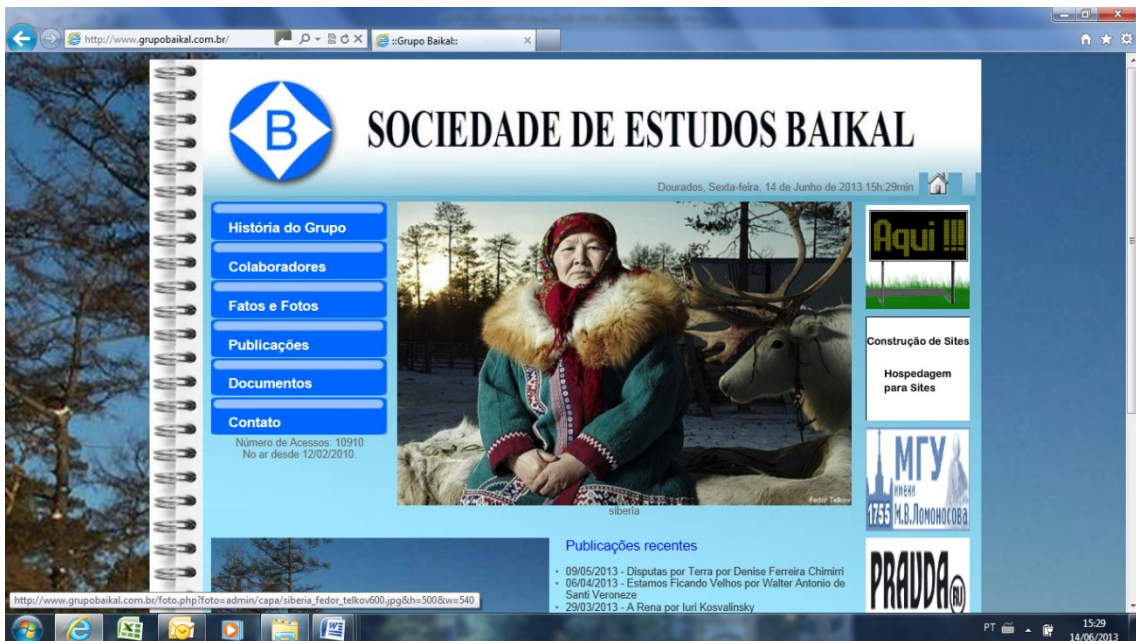 http://www.grupobaikal.com.br/
::Grupo Baikal::
B
SOCIEDADE DE ESTUDOS BAIKAL
Dourados, Sexta-feira, 14 de Junho de 2013 15h:29min
História do Grupo
Colaboradores
Fatos e Fotos
Publicações
Documentos
Contato
Número de Acessos: 10910
No ar desde 12/02/2010.
Fedor Telkov
siberia
Aqui !!!
Construção de Sites
Hospedagem
para Sites
МГУ
имени
1755 М.В.Ломоносова
PRAVDA RU
Publicações recentes
09/05/2013 - Disputas por Terra por Denise Ferreira Chimirri
06/04/2013 - Estamos Ficando Velhos por Walter Antonio de
Santi Veroneze
29/03/2013 - A Rena por Iuri Kosvalinsky
http://www.grupobaikal.com.br/foto.php?foto=admin/capa/siberia_fedor_telkov600.jpg&h=500&w=540
PT
15:29
14/06/2013